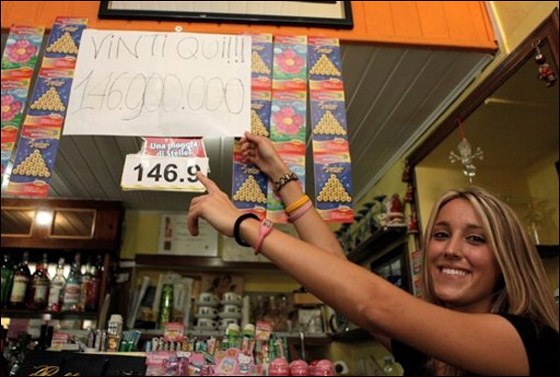 VINTI QUI!!!
146.900.000
Una pioggia
di Stelle!
146.9